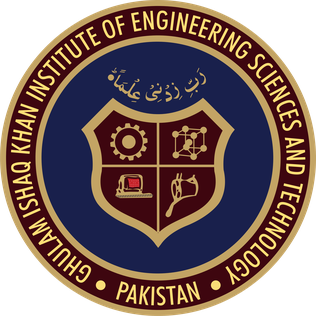 GHULAM ISHAQ KHAN INSTITUTE OF ENGINEERING SCIENCES AND TECHNOLOGY
رَبِّ زِدْنِیْ عِلْمًا
• PAKISTAN •